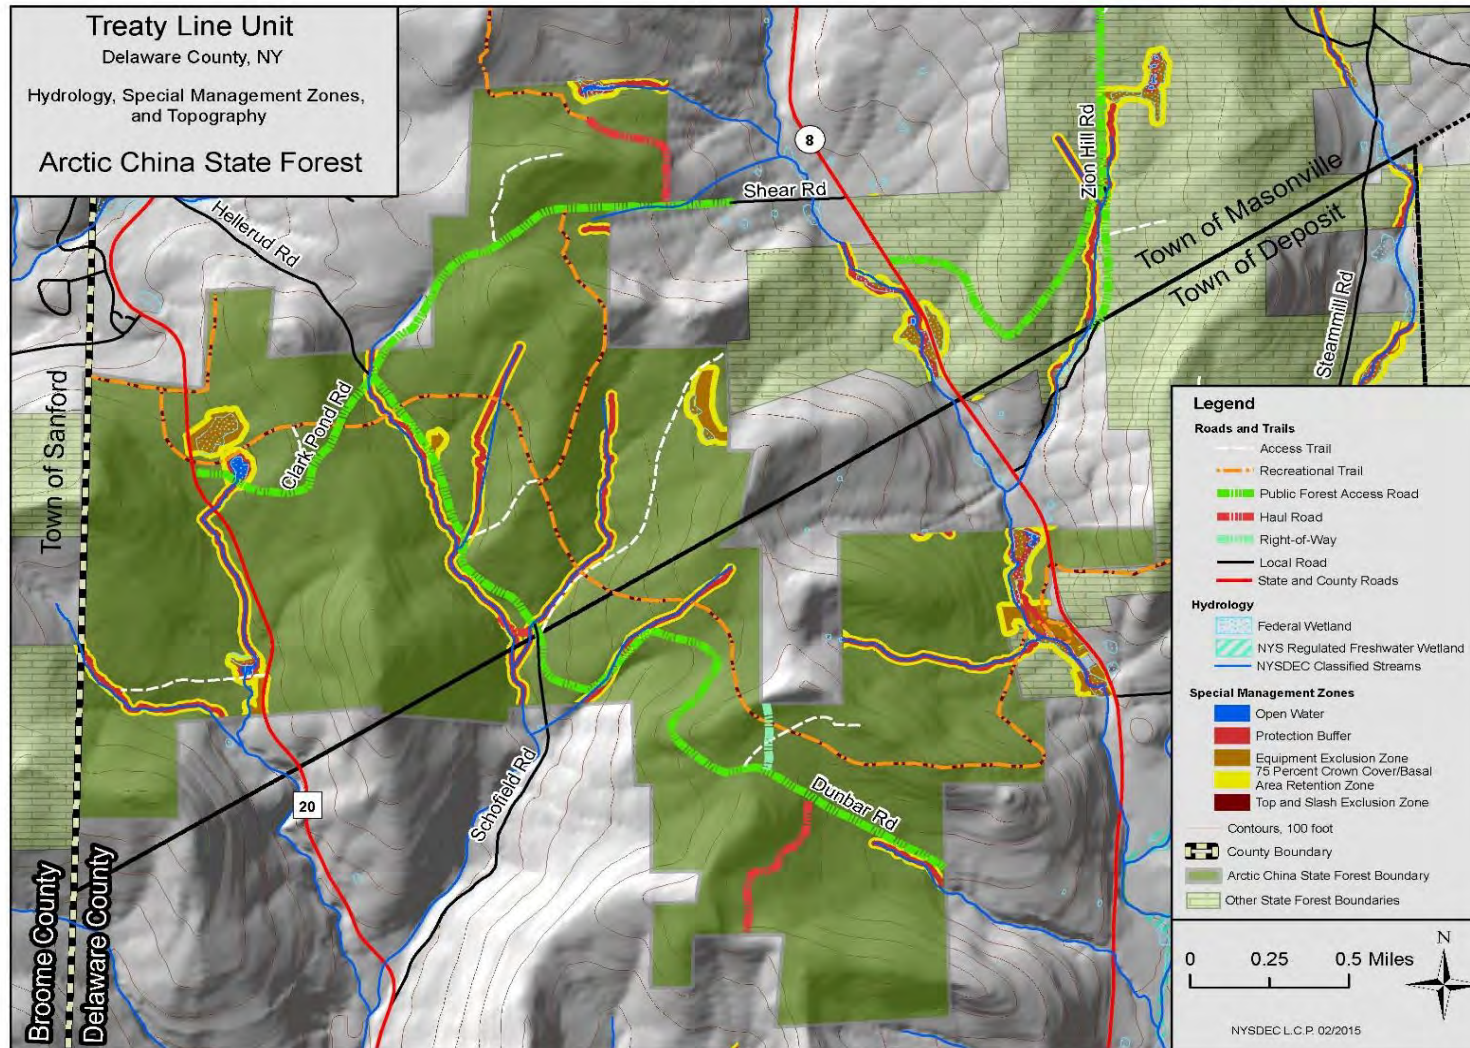 Treaty Line Unit
Delaware County, NY
Hydrology, Special Management Zones,
and Topography
Arctic China State Forest
8
Shear Rd
Zion Hill Rd
Town of Masonville
Town of Deposit
Hellerud Rd
Steammill Rd
Town of Sanford
Clark Pond Rd
Schofield Rd
Dunbar Rd
20
Broome County
Delaware County
Legend
Roads and Trails
Access Trail
Recreational Trail
Public Forest Access Road
Haul Road
Right-of-Way
Local Road
State and County Roads
Hydrology
Federal Wetland
NYS Regulated Freshwater Wetland
NYSDEC Classified Streams
Special Management Zones
Open Water
Protection Buffer
Equipment Exclusion Zone
75 Percent Crown Cover/Basal
Area Retention Zone
Top and Slash Exclusion Zone
Contours, 100 foot
County Boundary
Arctic China State Forest Boundary
Other State Forest Boundaries
N
0 0.25 0.5 Miles
NYSDEC L.C.P. 02/2015